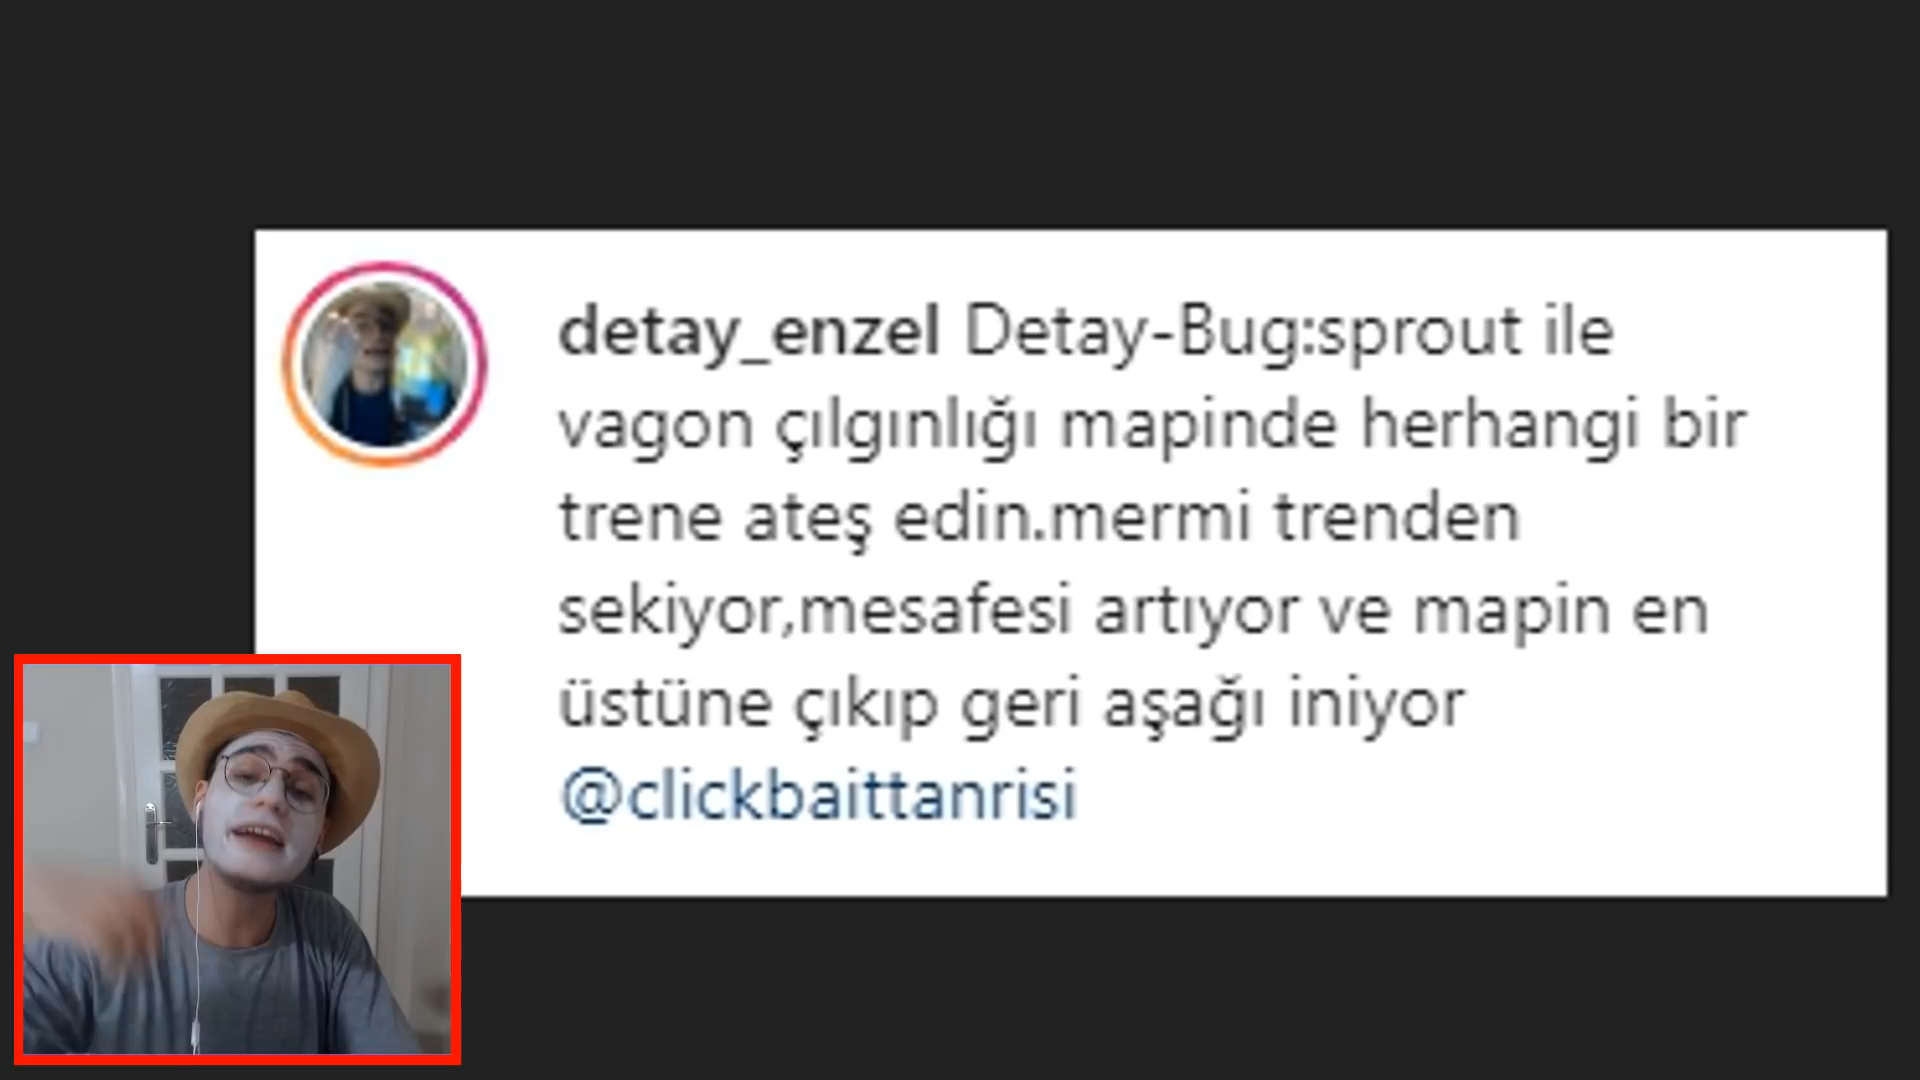 detay_enzel Detay-Bug:sprout ile
vagon çılgınlığı mapinde herhangi bir
trene ateş edin.mermi trenden
sekiyor,mesafesi artıyor ve mapin en
üstüne çıkıp geri aşağı iniyor
@clickbaittanrisi